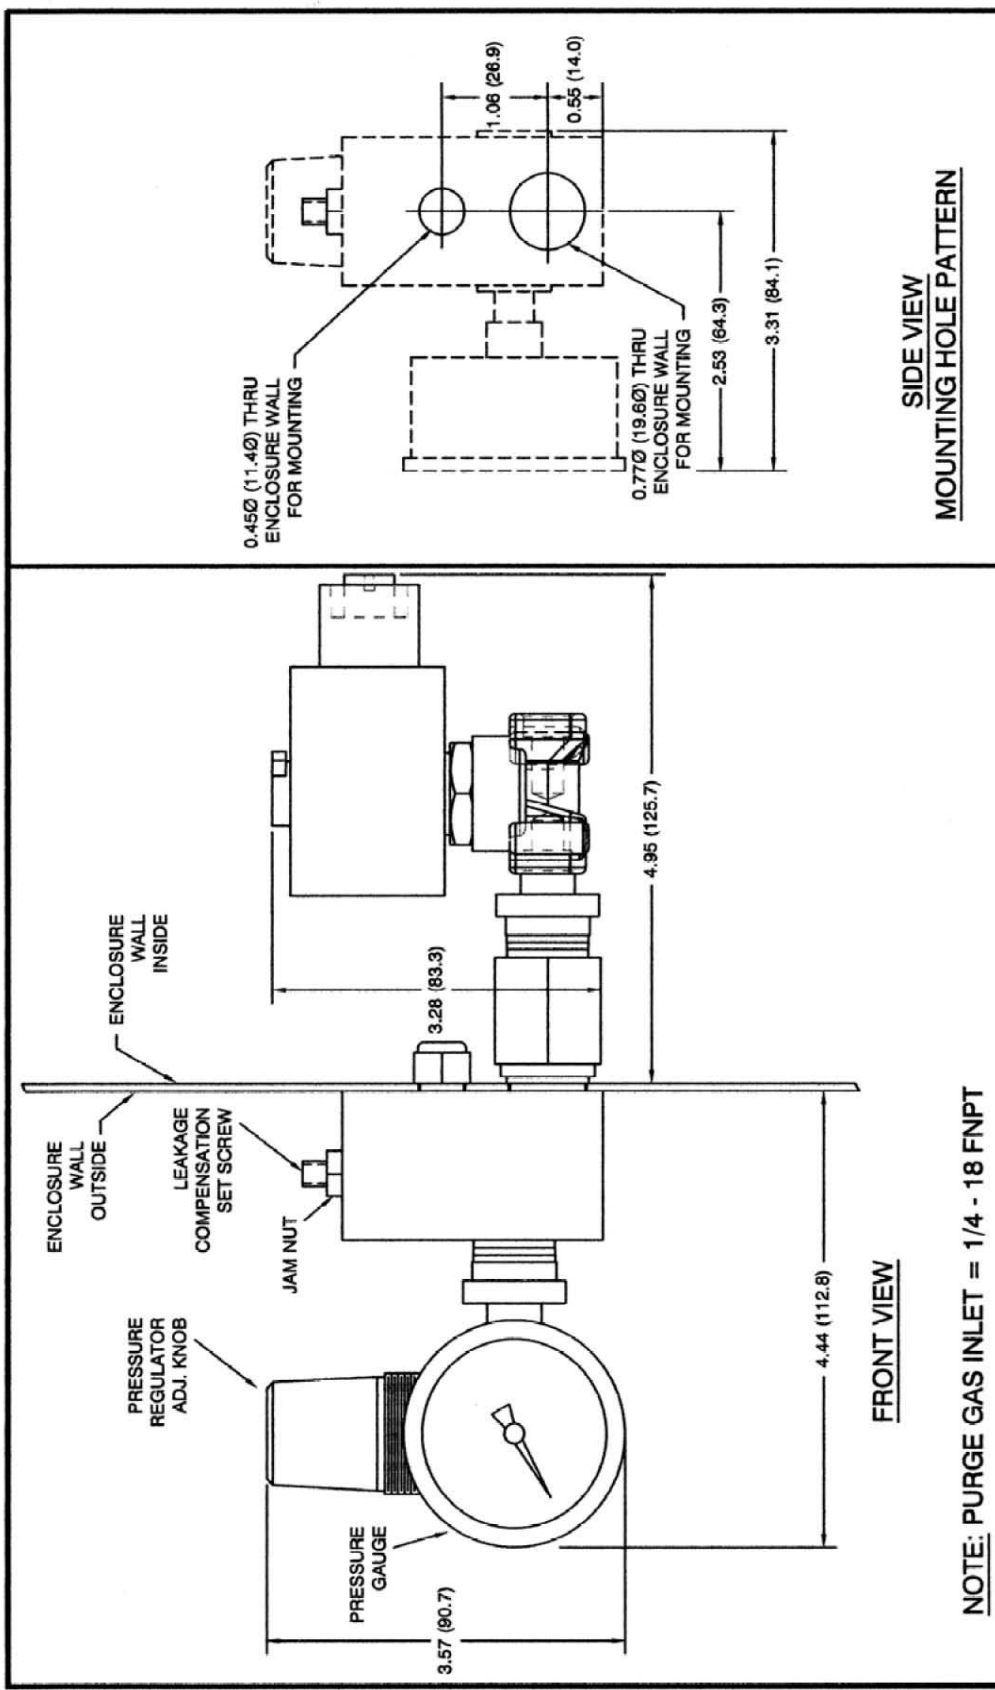 PRESSURE
REGULATOR
ADJ. KNOB
ENCLOSURE
WALL
OUTSIDE
ENCLOSURE
WALL
INSIDE
LEAKAGE
COMPENSATION
SET SCREW
JAM NUT
PRESSURE
GAUGE
3.57 (90.7)
3.28 (83.3)
4.44 (112.8)
4.95 (125.7)
FRONT VIEW
NOTE: PURGE GAS INLET = 1/4 - 18 FNPT
0.45Ø (11.4Ø) THRU
ENCLOSURE WALL
FOR MOUNTING
1.06 (26.9)
0.55 (14.0)
0.77Ø (19.6Ø) THRU
ENCLOSURE WALL
FOR MOUNTING
2.53 (64.3)
3.31 (84.1)
SIDE VIEW
MOUNTING HOLE PATTERN